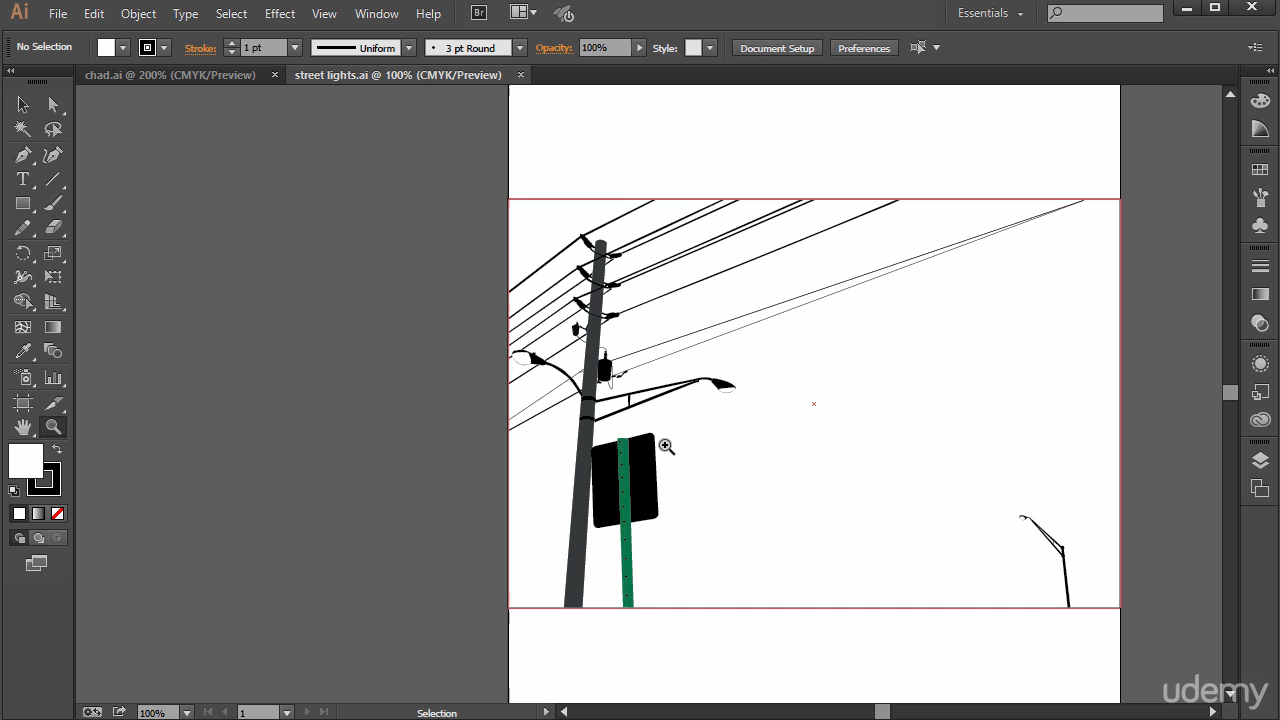 Ai File Edit Object Type Select Effect View Window Help Br Essentials
No Selection Stroke: 1 pt Uniform 3 pt Round Opacity: 100% Style: Document Setup Preferences
chad.ai @ 200% (CMYK/Preview) × street lights.ai @ 100% (CMYK/Preview) ×
T
100% 1 Selection
udemy